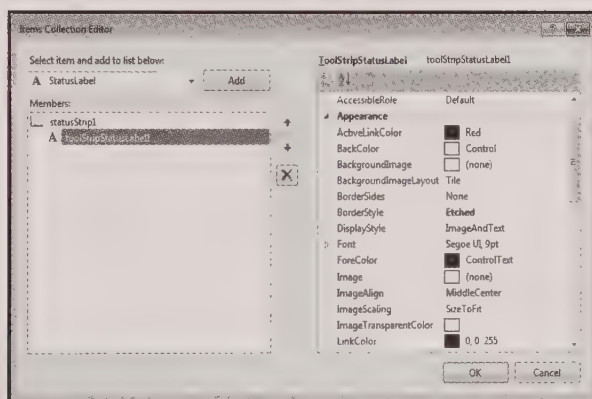 Items Collection Editor
Select item and add to list below:
A StatusLabel
Add
Members:
statusStrip1
A toolStripStatusLabel1
ToolStripStatusLabel toolStripStatusLabel1
AccessibleRole Default
Appearance
ActiveLinkColor Red
BackColor Control
BackgroundImage (none)
BackgroundImageLayout Tile
BorderSides None
BorderStyle Etched
DisplayStyle ImageAndText
Font Segoe UI, 9pt
ForeColor ControlText
Image (none)
ImageAlign MiddleCenter
ImageScaling SizeToFit
ImageTransparentColor
LinkColor 0, 0, 255
OK
Cancel